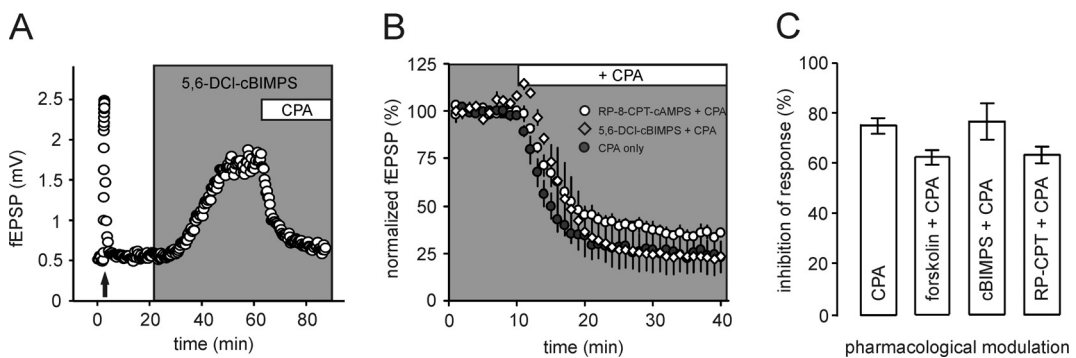 A
5,6-DCl-cBIMPS
CPA
2.5
2
1.5
1
0.5
0
fEPSP (mV)
0 20 40 60 80
time (min)
B
+ CPA
RP-8-CPT-cAMPS + CPA
5,6-DCl-cBIMPS + CPA
CPA only
125
100
75
50
25
0
normalized fEPSP (%)
0 10 20 30 40
time (min)
C
100
80
60
40
20
0
inhibition of response (%)
CPA
forskolin + CPA
cBIMPS + CPA
RP-CPT + CPA
pharmacological modulation